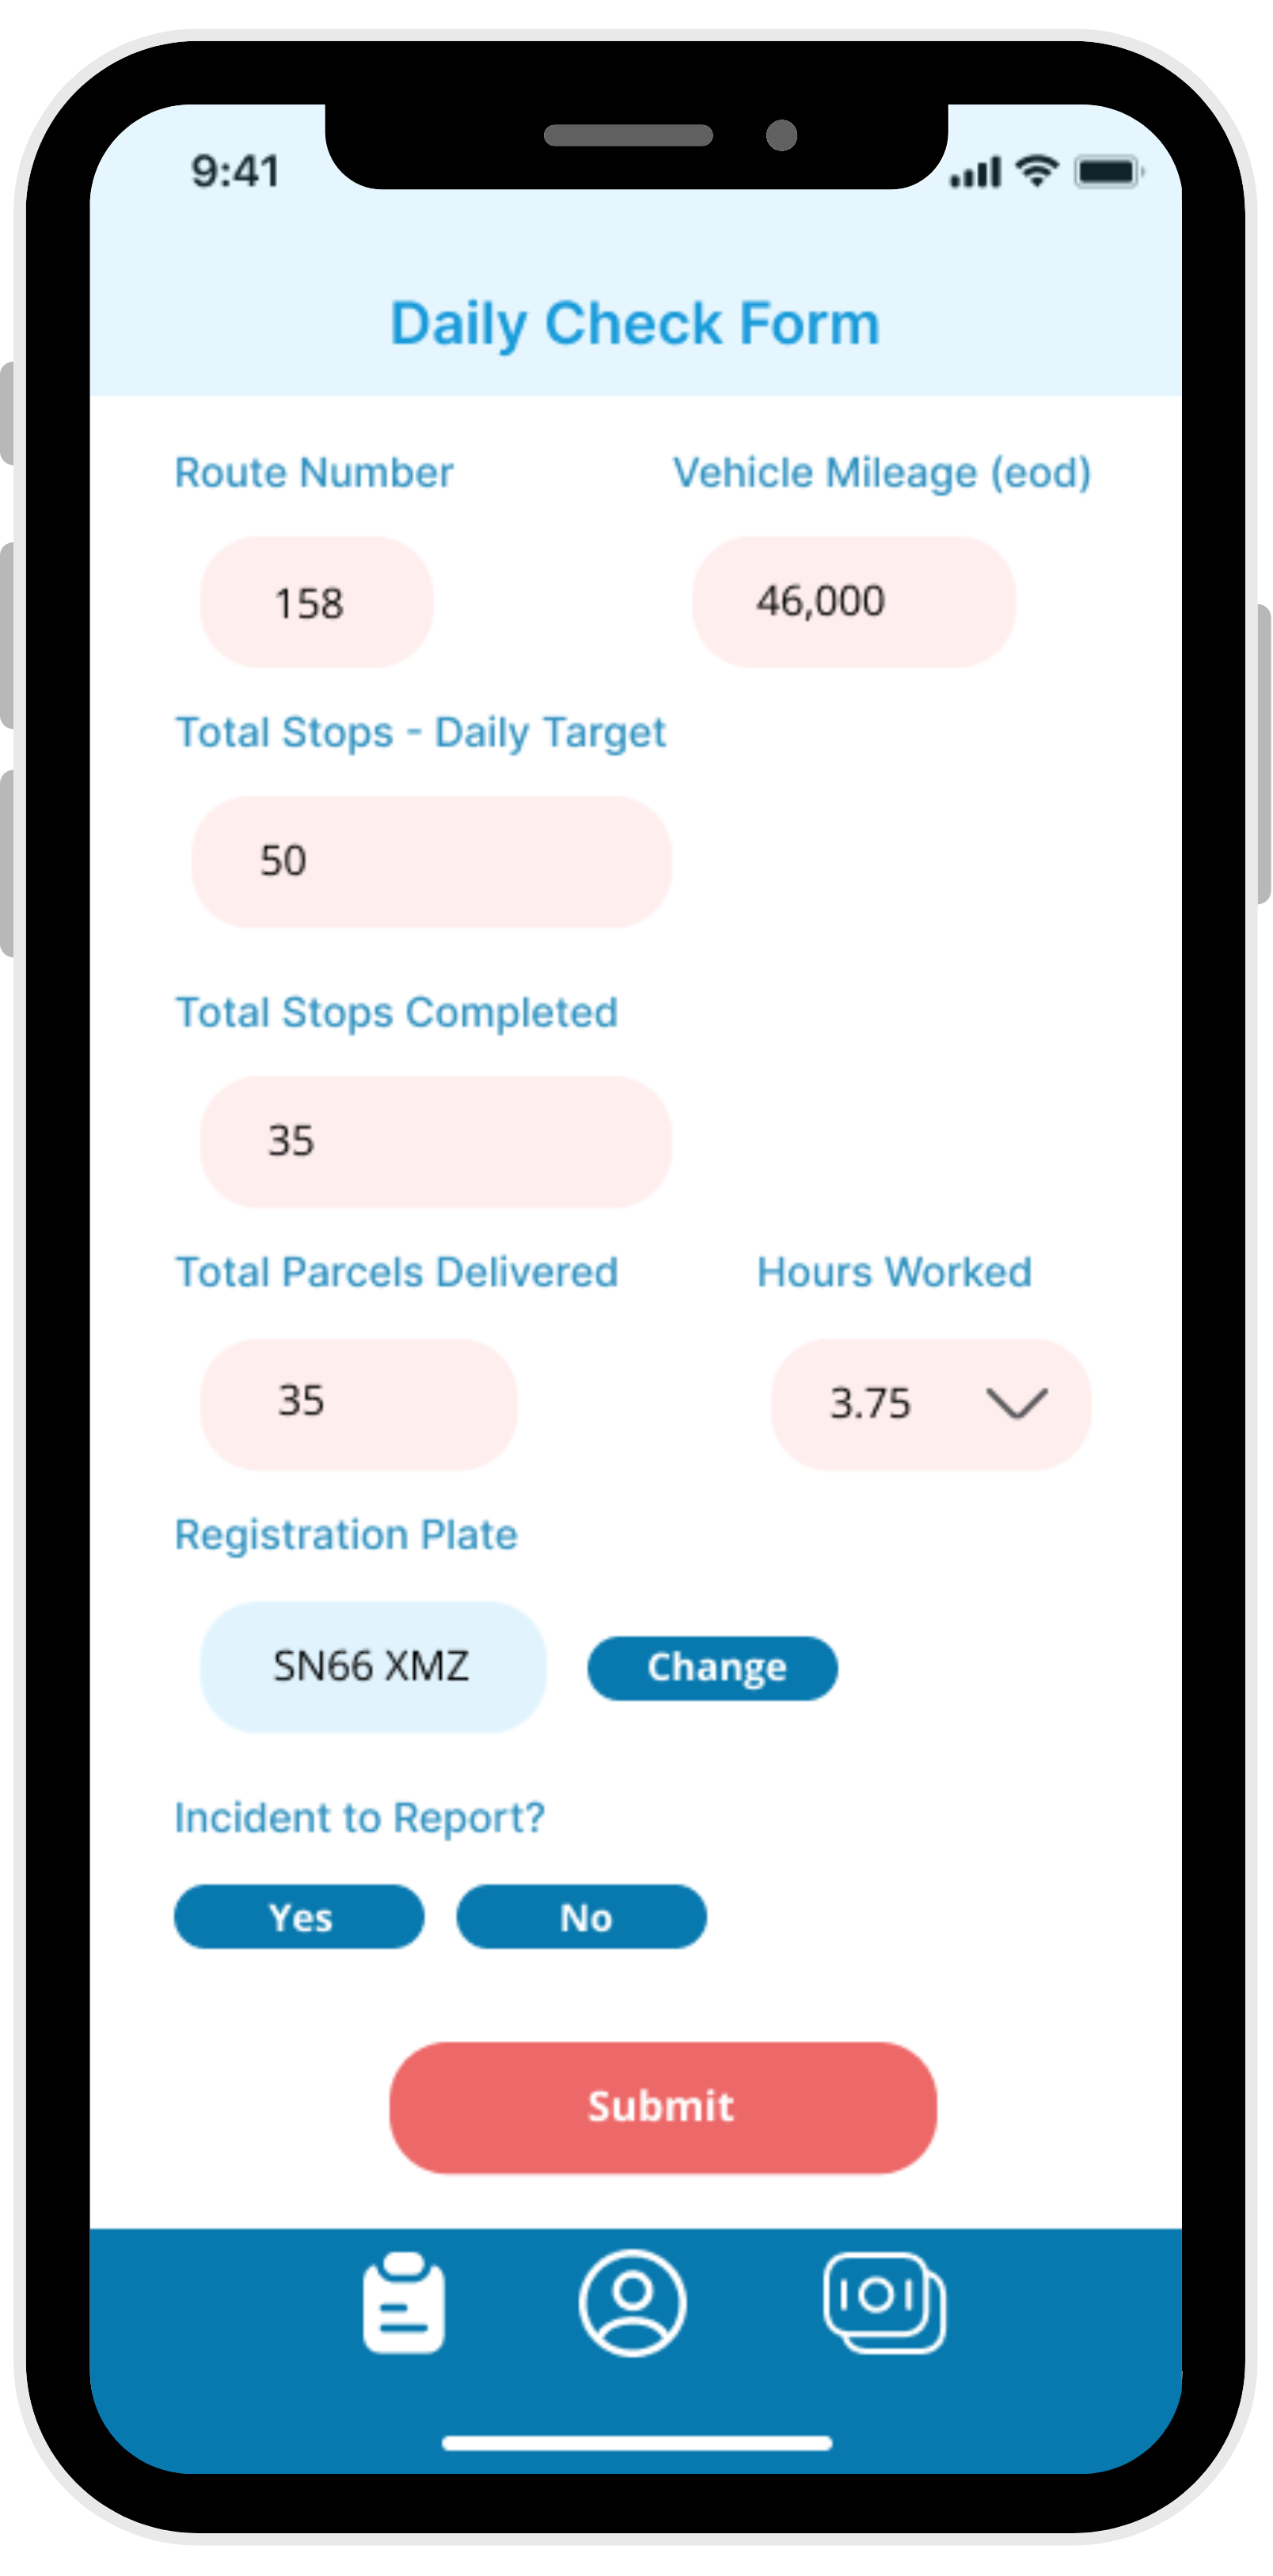 9:41
Daily Check Form
Route Number Vehicle Mileage (eod)
158 46,000
Total Stops - Daily Target
50
Total Stops Completed
35
Total Parcels Delivered Hours Worked
35 3.75
Registration Plate
SN66 XMZ Change
Incident to Report?
Yes No
Submit